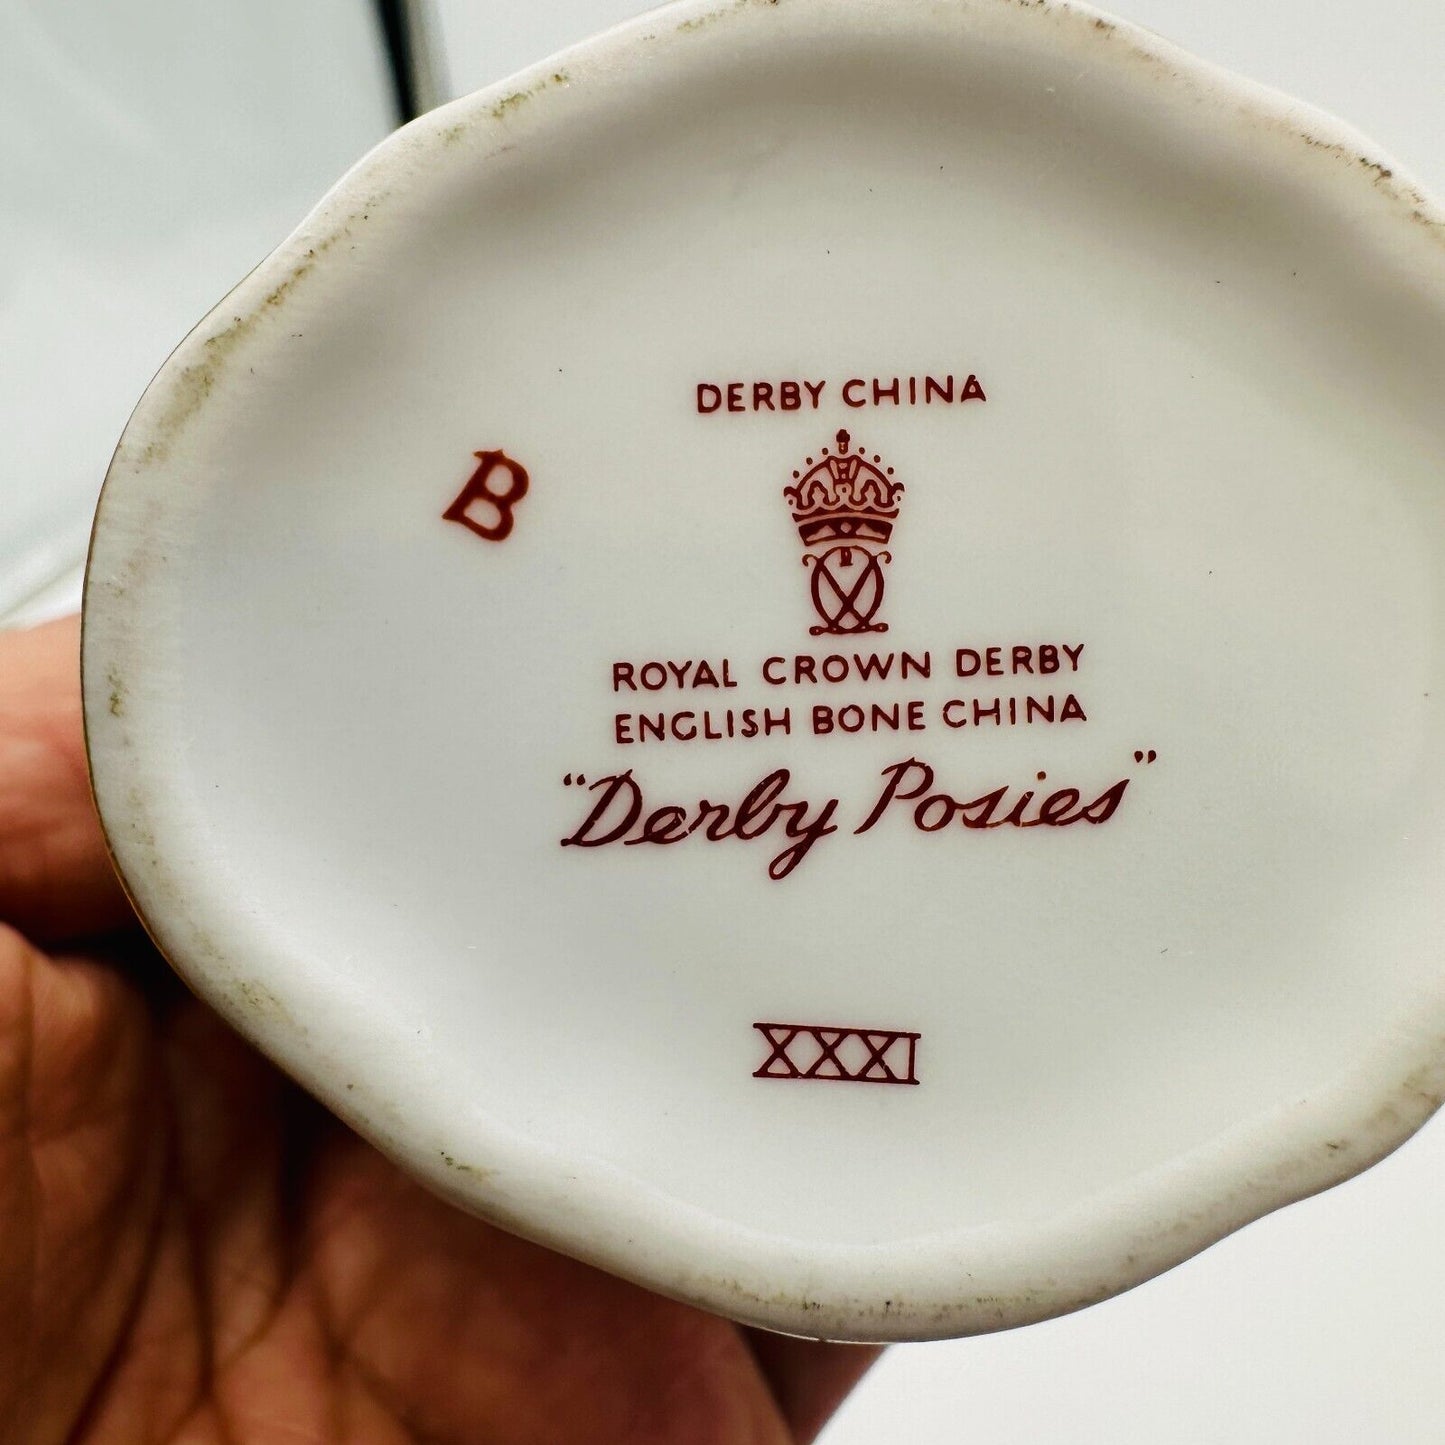 DERBY CHINA
B
ROYAL CROWN DERBY
ENGLISH BONE CHINA
"Derby Posies"
XXXI